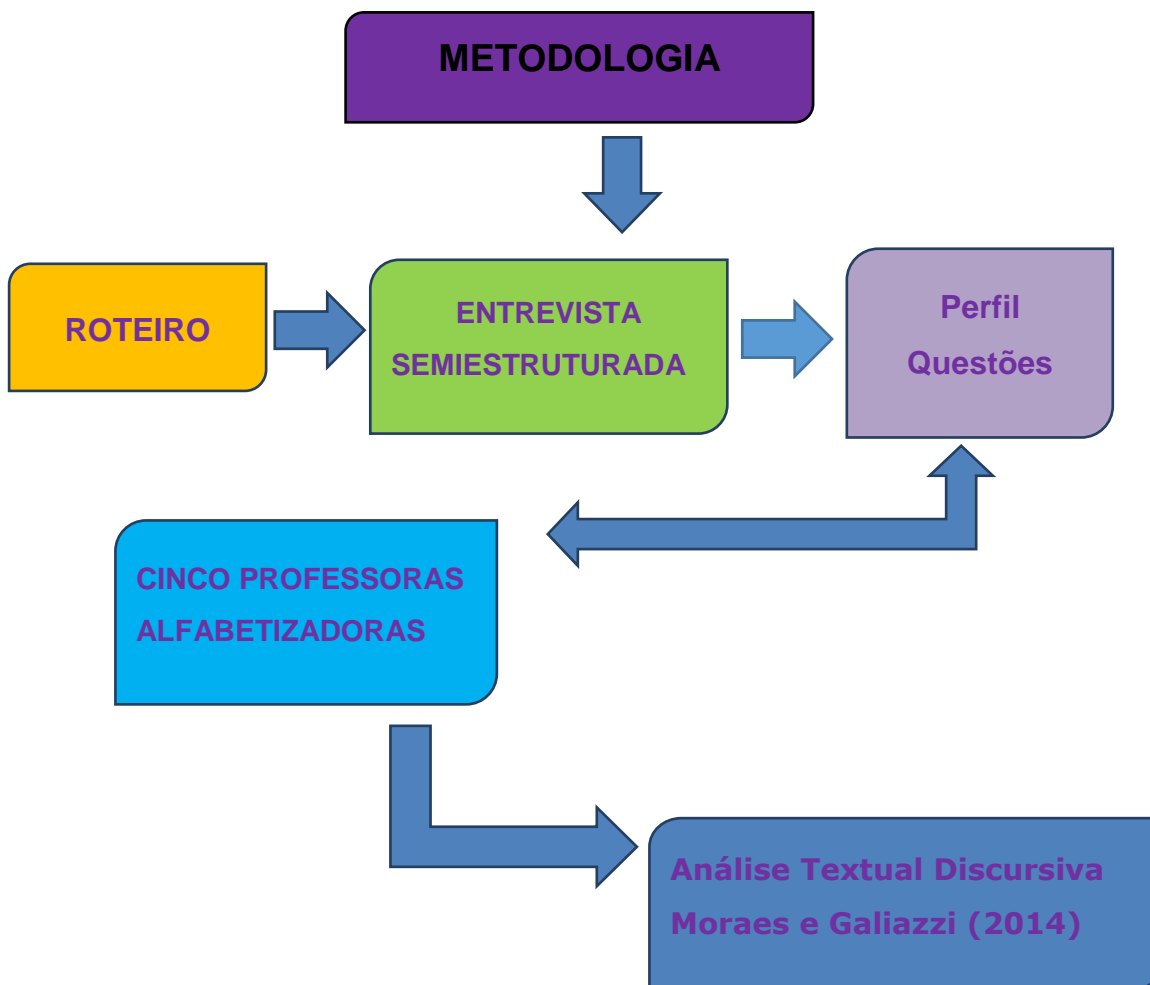 METODOLOGIA
ROTEIRO
ENTREVISTA
SEMIESTRUTURADA
Perfil
Questões
CINCO PROFESSORAS
ALFABETIZADORAS
Análise Textual Discursiva
Moraes e Galiazzi (2014)